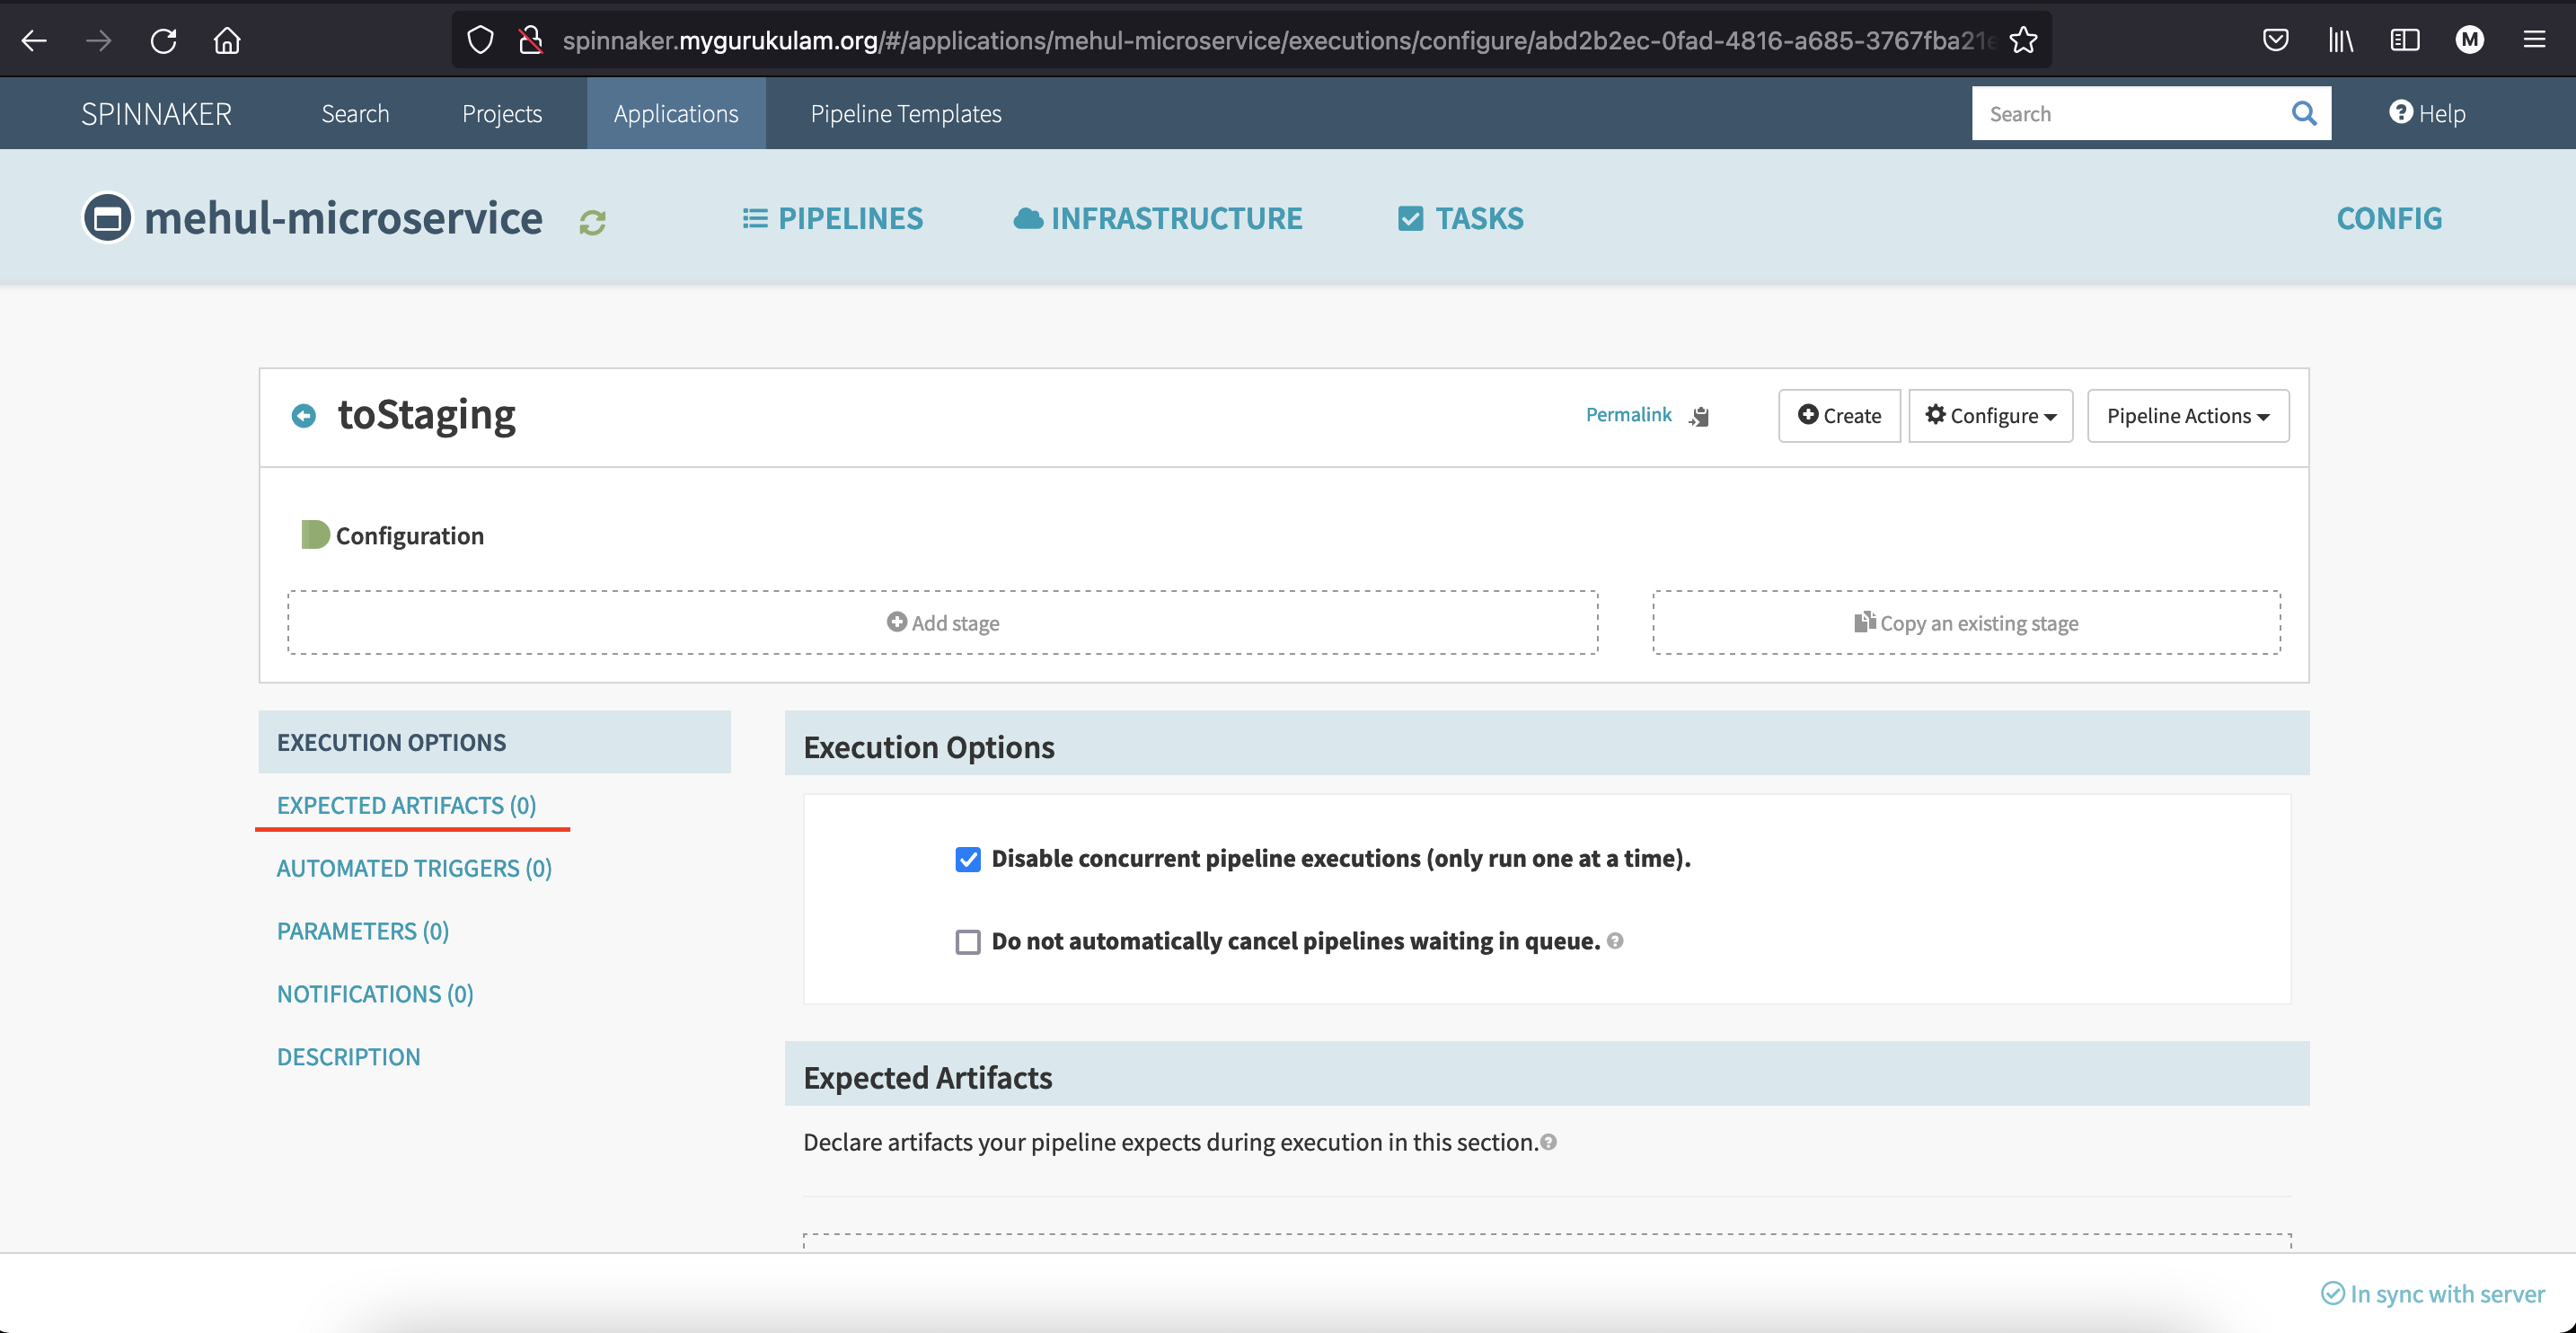 spinnaker.mygurukulam.org/#/applications/mehul-microservice/executions/configure/abd2b2ec-0fad-4816-a685-3767fba21e
M
SPINNAKER Search Projects Applications Pipeline Templates Search Help
mehul-microservice PIPELINES INFRASTRUCTURE TASKS CONFIG
toStaging Permalink Create Configure Pipeline Actions
Configuration
Add stage Copy an existing stage
EXECUTION OPTIONS
EXPECTED ARTIFACTS (0)
AUTOMATED TRIGGERS (0)
PARAMETERS (0)
NOTIFICATIONS (0)
DESCRIPTION
Execution Options
Disable concurrent pipeline executions (only run one at a time).
Do not automatically cancel pipelines waiting in queue.
Expected Artifacts
Declare artifacts your pipeline expects during execution in this section.
In sync with server